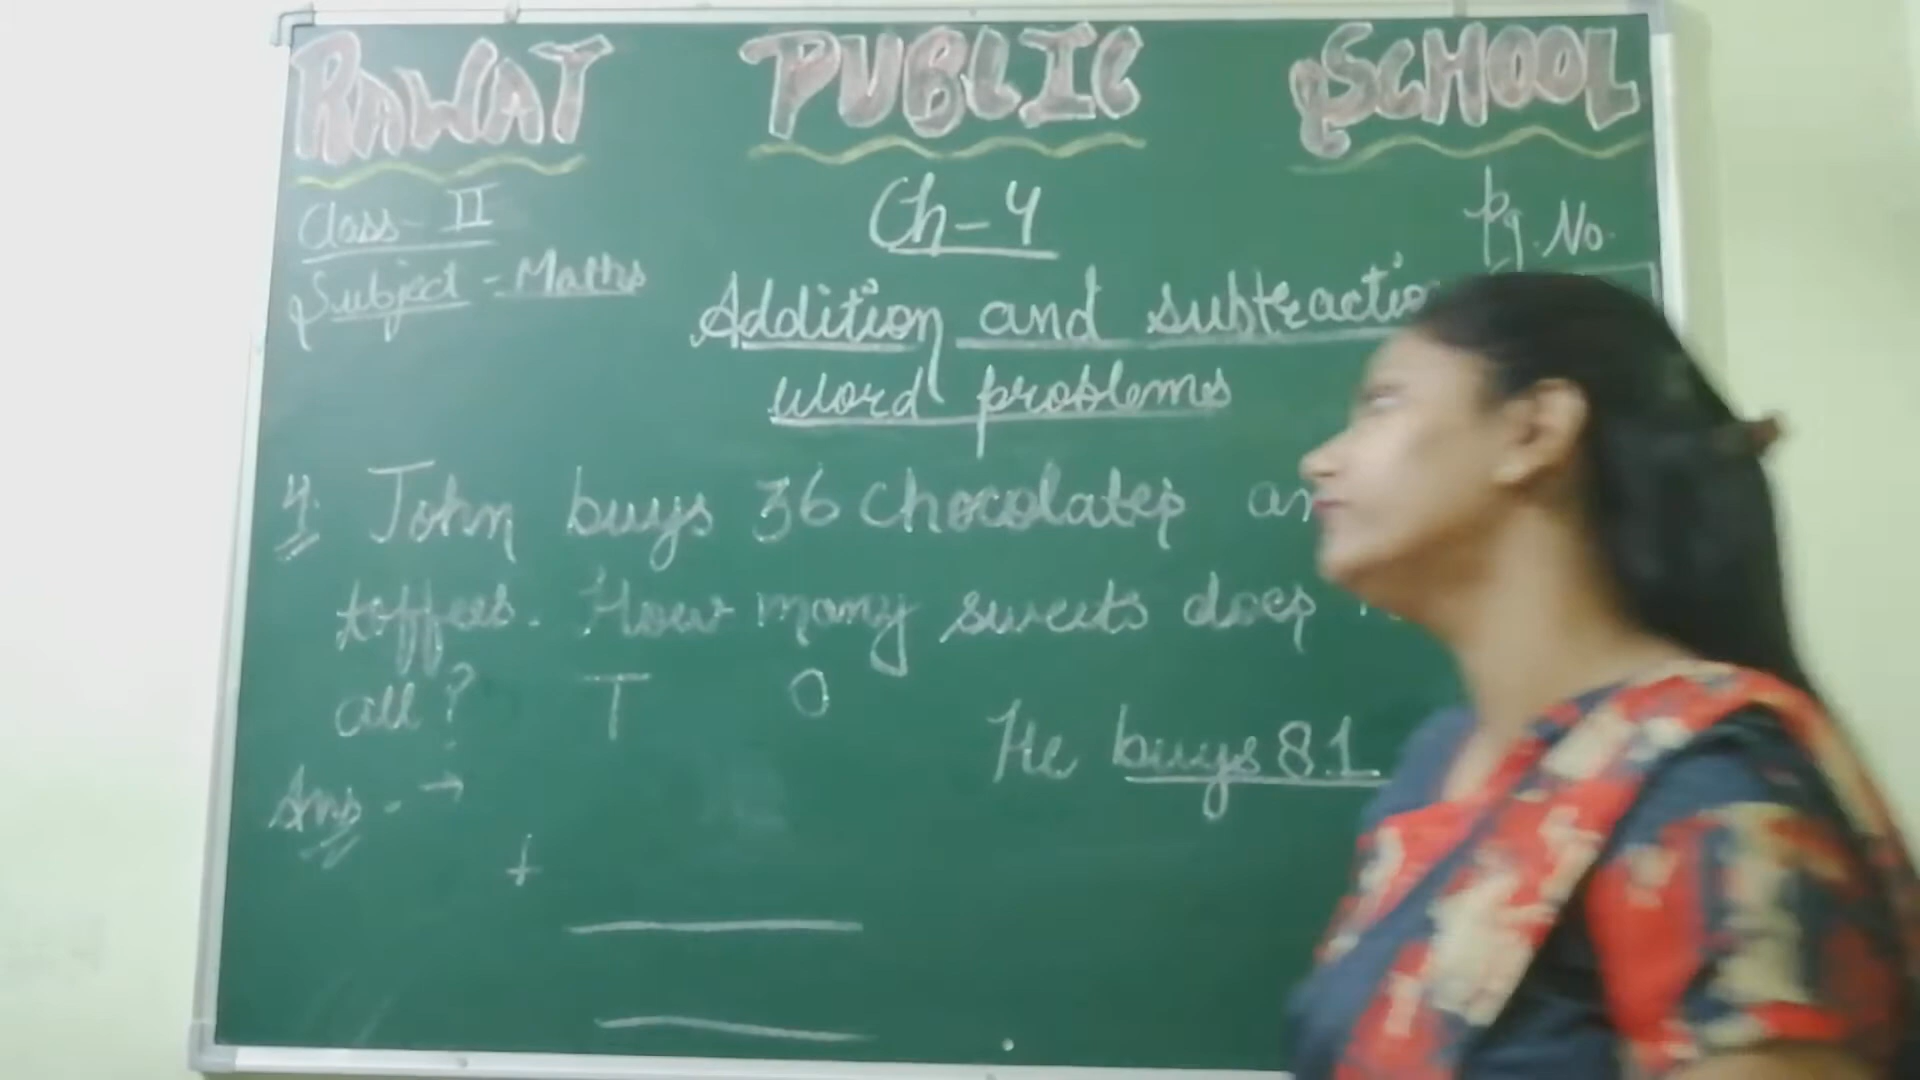 RAWAT PUBLIC SCHOOL
Class - II
Ch - 4
Pg. No.
Subject - Maths
Addition and subtractio
word problems
4. John buys 36 chocolates an
toffees. How many sweets does
all?
T O
He buys 81
Ans. →
+